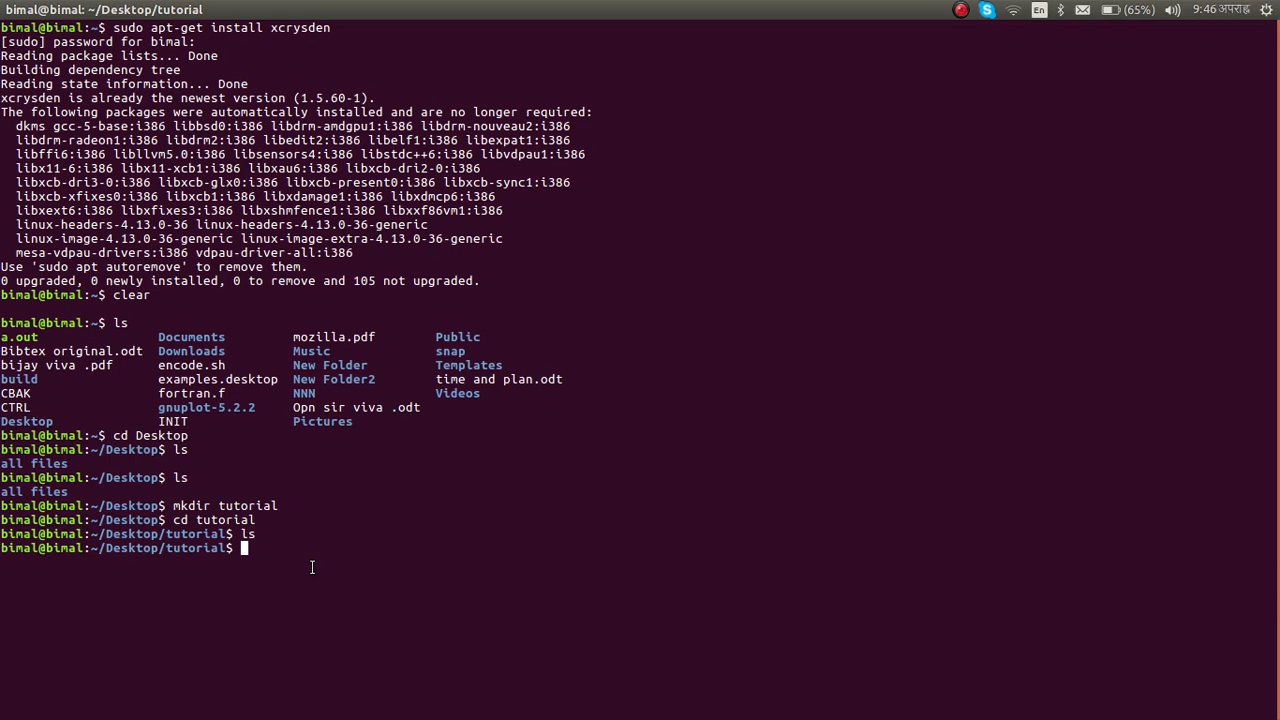 bimal@bimal: ~/Desktop/tutorial
En (65%) 9:46 अपराह्न
bimal@bimal:~$ sudo apt-get install xcrysden
[sudo] password for bimal:
Reading package lists... Done
Building dependency tree
Reading state information... Done
xcrysden is already the newest version (1.5.60-1).
The following packages were automatically installed and are no longer required:
  dkms gcc-5-base:i386 libbsd0:i386 libdrm-amdgpu1:i386 libdrm-nouveau2:i386
  libdrm-radeon1:i386 libdrm2:i386 libedit2:i386 libelf1:i386 libexpat1:i386
  libffi6:i386 libllvm5.0:i386 libsensors4:i386 libstdc++6:i386 libvdpau1:i386
  libx11-6:i386 libx11-xcb1:i386 libxau6:i386 libxcb-dri2-0:i386
  libxcb-dri3-0:i386 libxcb-glx0:i386 libxcb-present0:i386 libxcb-sync1:i386
  libxcb-xfixes0:i386 libxcb1:i386 libxdamage1:i386 libxdmcp6:i386
  libxext6:i386 libxfixes3:i386 libxshmfence1:i386 libxxf86vm1:i386
  linux-headers-4.13.0-36 linux-headers-4.13.0-36-generic
  linux-image-4.13.0-36-generic linux-image-extra-4.13.0-36-generic
  mesa-vdpau-drivers:i386 vdpau-driver-all:i386
Use 'sudo apt autoremove' to remove them.
0 upgraded, 0 newly installed, 0 to remove and 105 not upgraded.
bimal@bimal:~$ clear
bimal@bimal:~$ ls
a.out                Documents        mozilla.pdf        Public
Bibtex original.odt  Downloads        Music              snap
bijay viva .pdf      encode.sh        New Folder         Templates
build                examples.desktop New Folder2        time and plan.odt
CBAK                 fortran.f        NNN                Videos
CTRL                 gnuplot-5.2.2    Opn sir viva .odt
Desktop              INIT             Pictures
bimal@bimal:~$ cd Desktop
bimal@bimal:~/Desktop$ ls
all files
bimal@bimal:~/Desktop$ ls
all files
bimal@bimal:~/Desktop$ mkdir tutorial
bimal@bimal:~/Desktop$ cd tutorial
bimal@bimal:~/Desktop/tutorial$ ls
bimal@bimal:~/Desktop/tutorial$